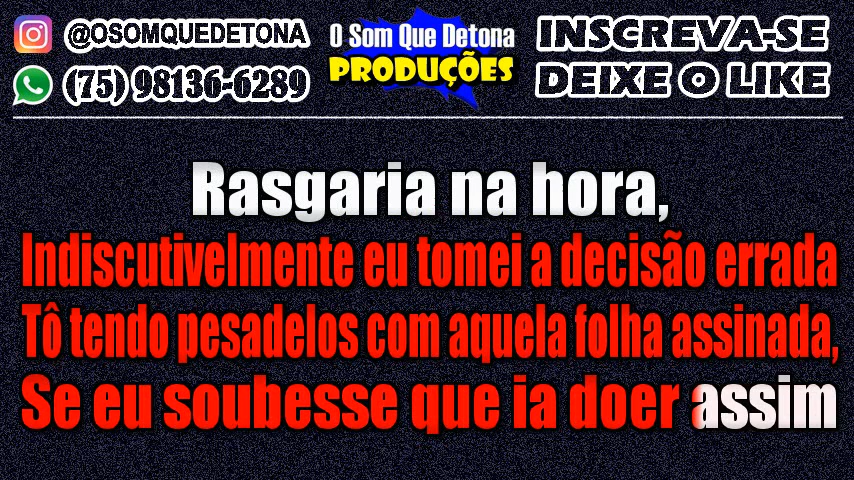 @OSOMQUEDETONA
(75) 98136-6289
O Som Que Detona
PRODUÇÕES
INSCREVA-SE
DEIXE O LIKE
Rasgaria na hora,
Indiscutivelmente eu tomei a decisão errada
Tô tendo pesadelos com aquela folha assinada,
Se eu soubesse que ia doer assim